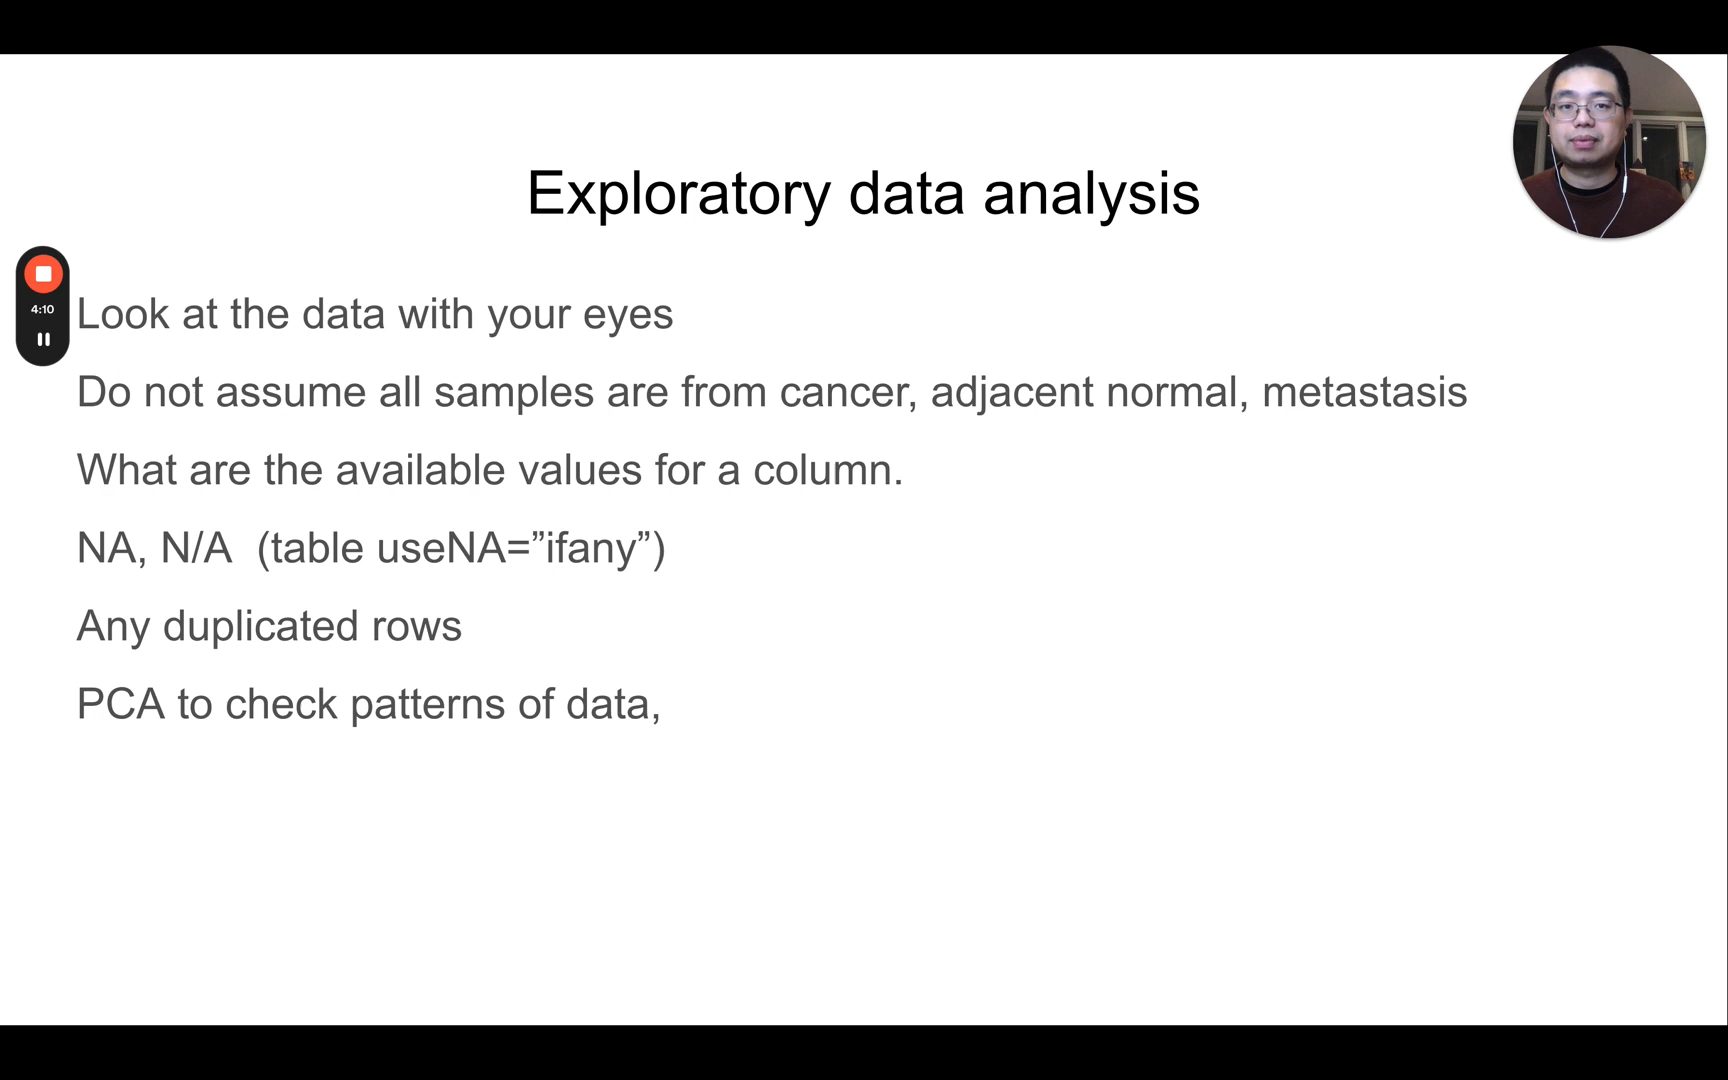 Exploratory data analysis
4:10
Look at the data with your eyes
Do not assume all samples are from cancer, adjacent normal, metastasis
What are the available values for a column.
NA, N/A  (table useNA=”ifany”)
Any duplicated rows
PCA to check patterns of data,